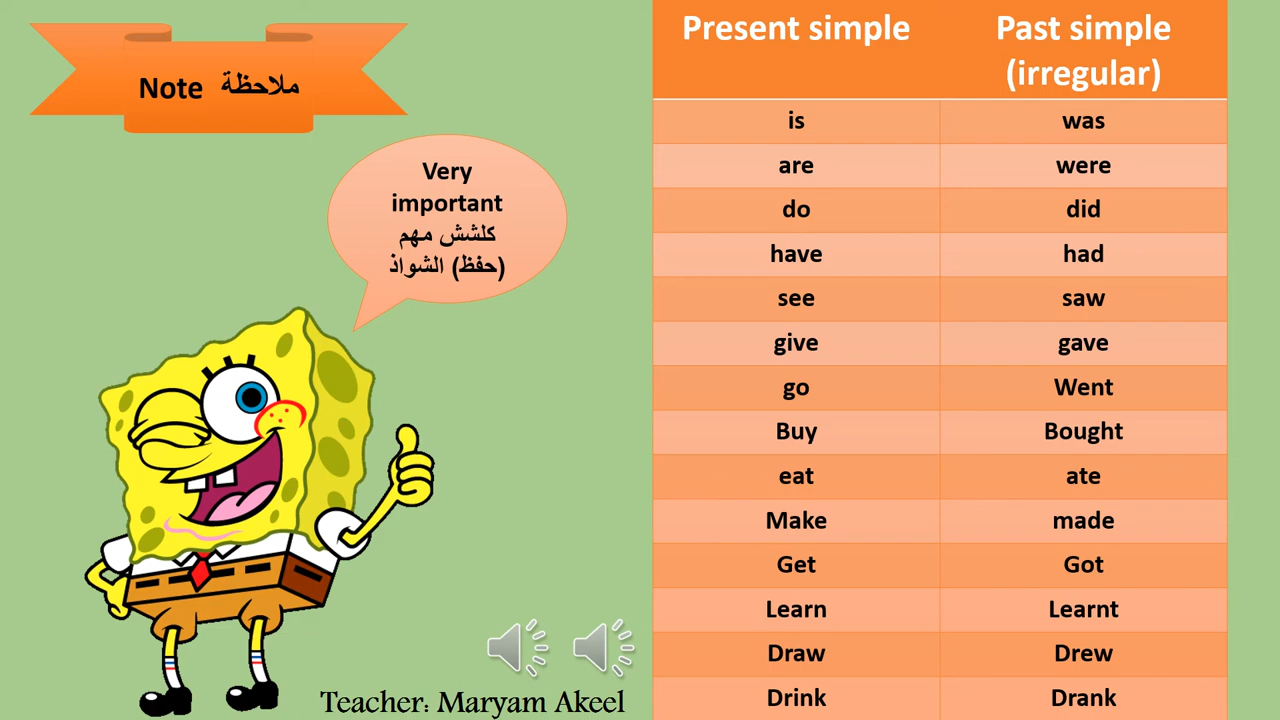 Note ملاحظة
Very
important
كلشش مهم
(حفظ) الشواذ
Teacher: Maryam Akeel
Present simple Past simple
(irregular)
is was
are were
do did
have had
see saw
give gave
go Went
Buy Bought
eat ate
Make made
Get Got
Learn Learnt
Draw Drew
Drink Drank